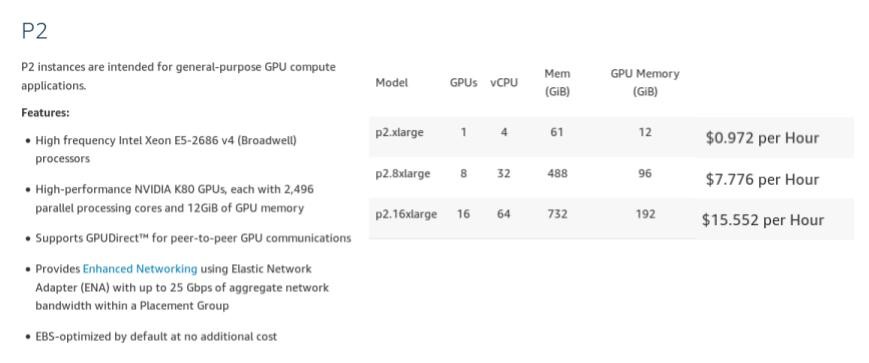 P2
P2 instances are intended for general-purpose GPU compute
applications.
Features:
• High frequency Intel Xeon E5-2686 v4 (Broadwell)
processors
• High-performance NVIDIA K80 GPUs, each with 2,496
parallel processing cores and 12GiB of GPU memory
• Supports GPUDirect™ for peer-to-peer GPU communications
• Provides Enhanced Networking using Elastic Network
Adapter (ENA) with up to 25 Gbps of aggregate network
bandwidth within a Placement Group
• EBS-optimized by default at no additional cost
Model GPUs vCPU Mem (GiB) GPU Memory (GiB)
p2.xlarge 1 4 61 12 $0.972 per Hour
p2.8xlarge 8 32 488 96 $7.776 per Hour
p2.16xlarge 16 64 732 192 $15.552 per Hour